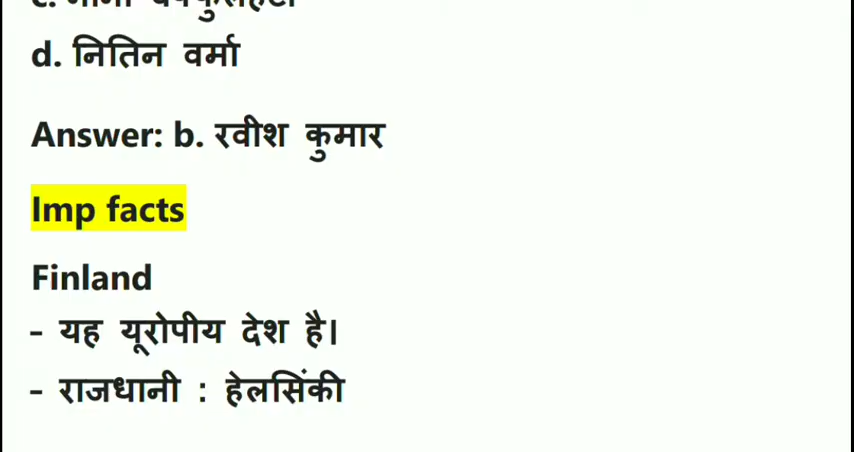 d. नितिन वर्मा
Answer: b. रवीश कुमार
Imp facts
Finland
- यह यूरोपीय देश है।
- राजधानी : हेलसिंकी